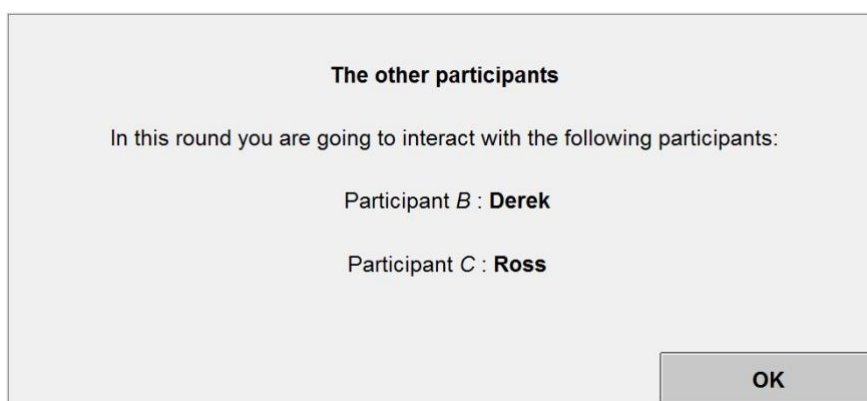 The other participants
In this round you are going to interact with the following participants:
Participant B : Derek
Participant C : Ross
OK